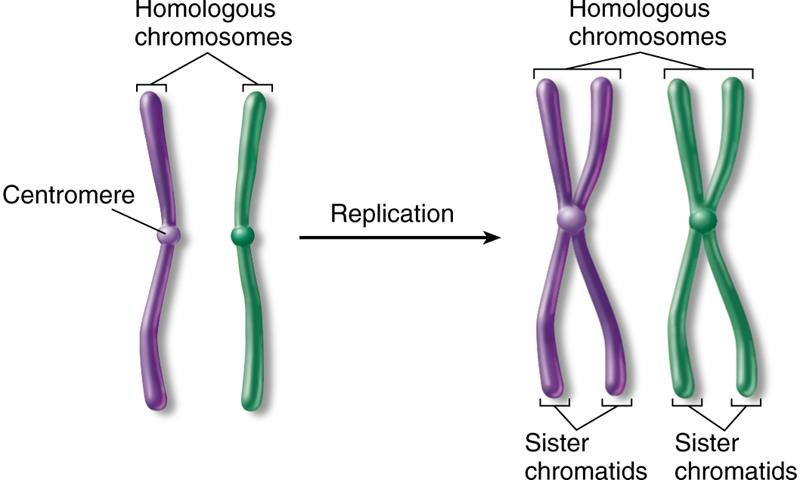 Homologous
chromosomes
Centromere
Replication
Homologous
chromosomes
Sister
chromatids
Sister
chromatids